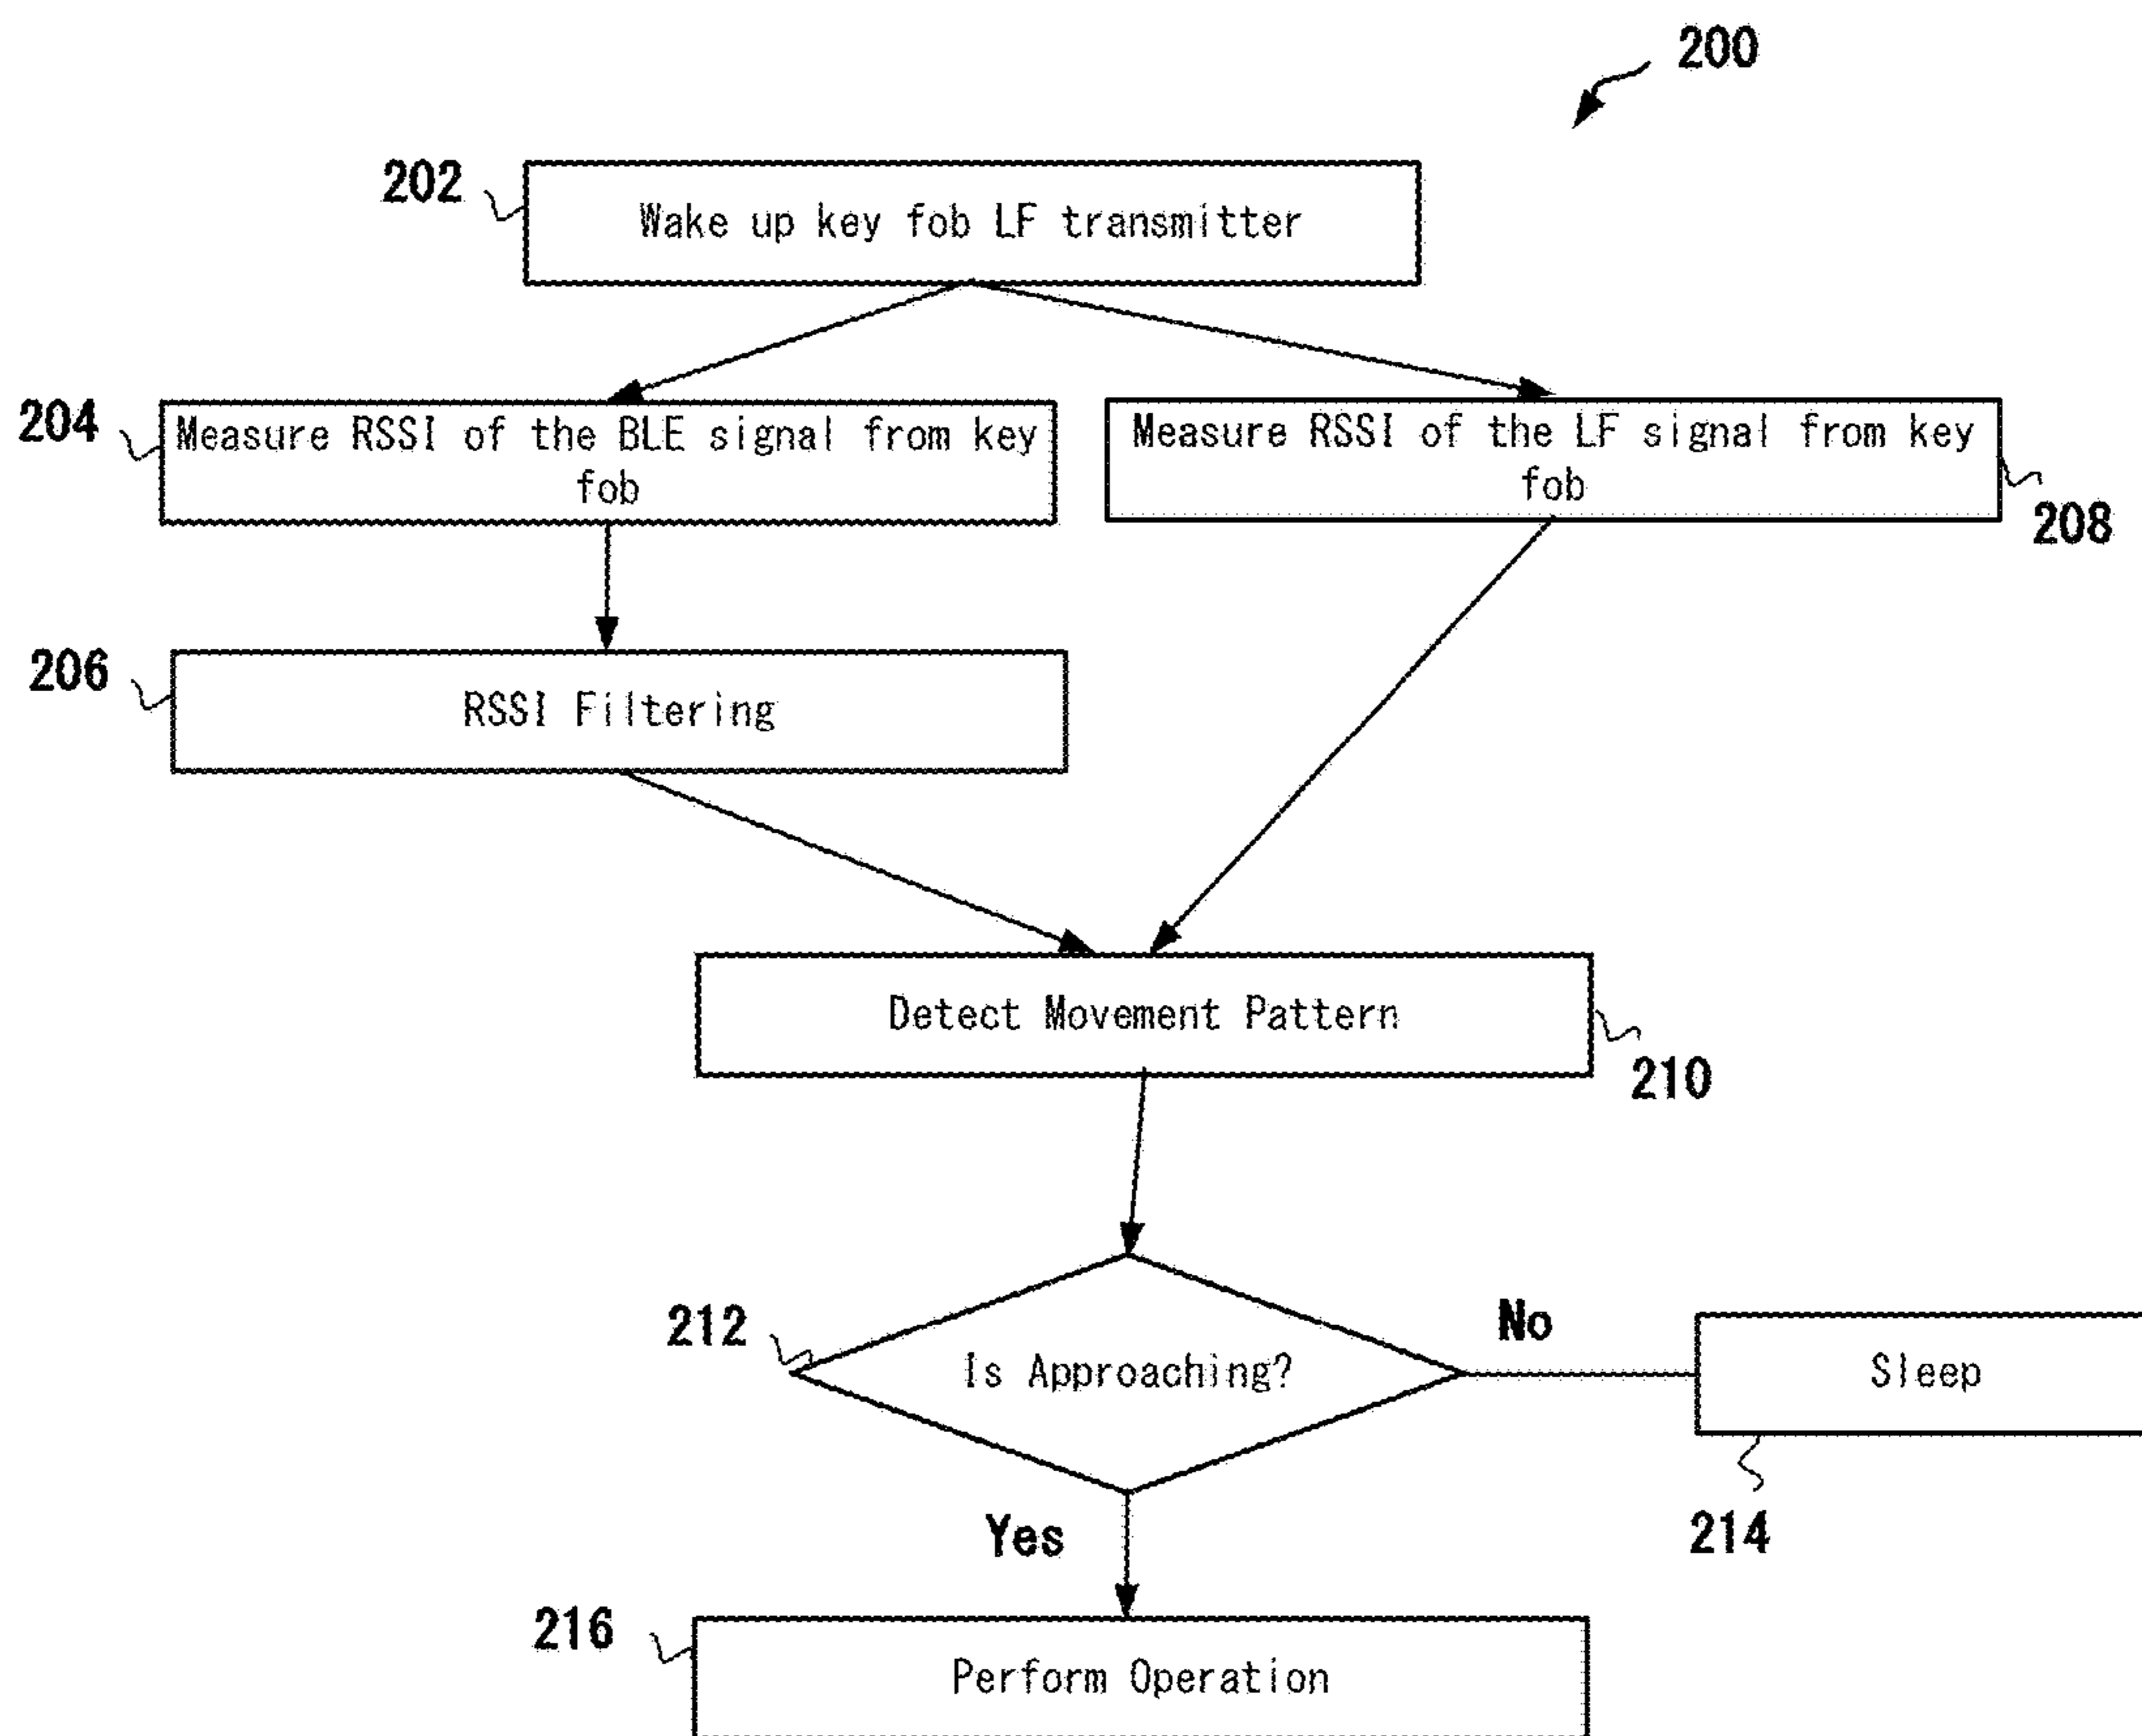 200
202
Wake up key fob LF transmitter
204
Measure RSSI of the BLE signal from key
fob
Measure RSSI of the LF signal from key
fob
208
206
RSSI Filtering
Detect Movement Pattern
210
212
Is Approaching?
No
Sleep
214
Yes
216
Perform Operation